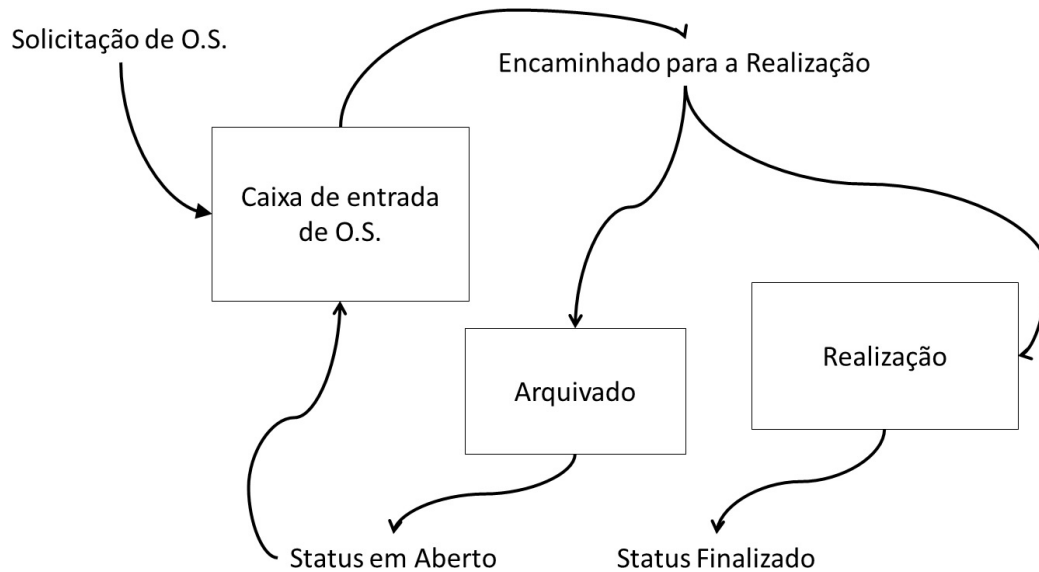 Solicitação de O.S.
Encaminhado para a Realização
Caixa de entrada
de O.S.
Realização
Arquivado
Status em Aberto
Status Finalizado